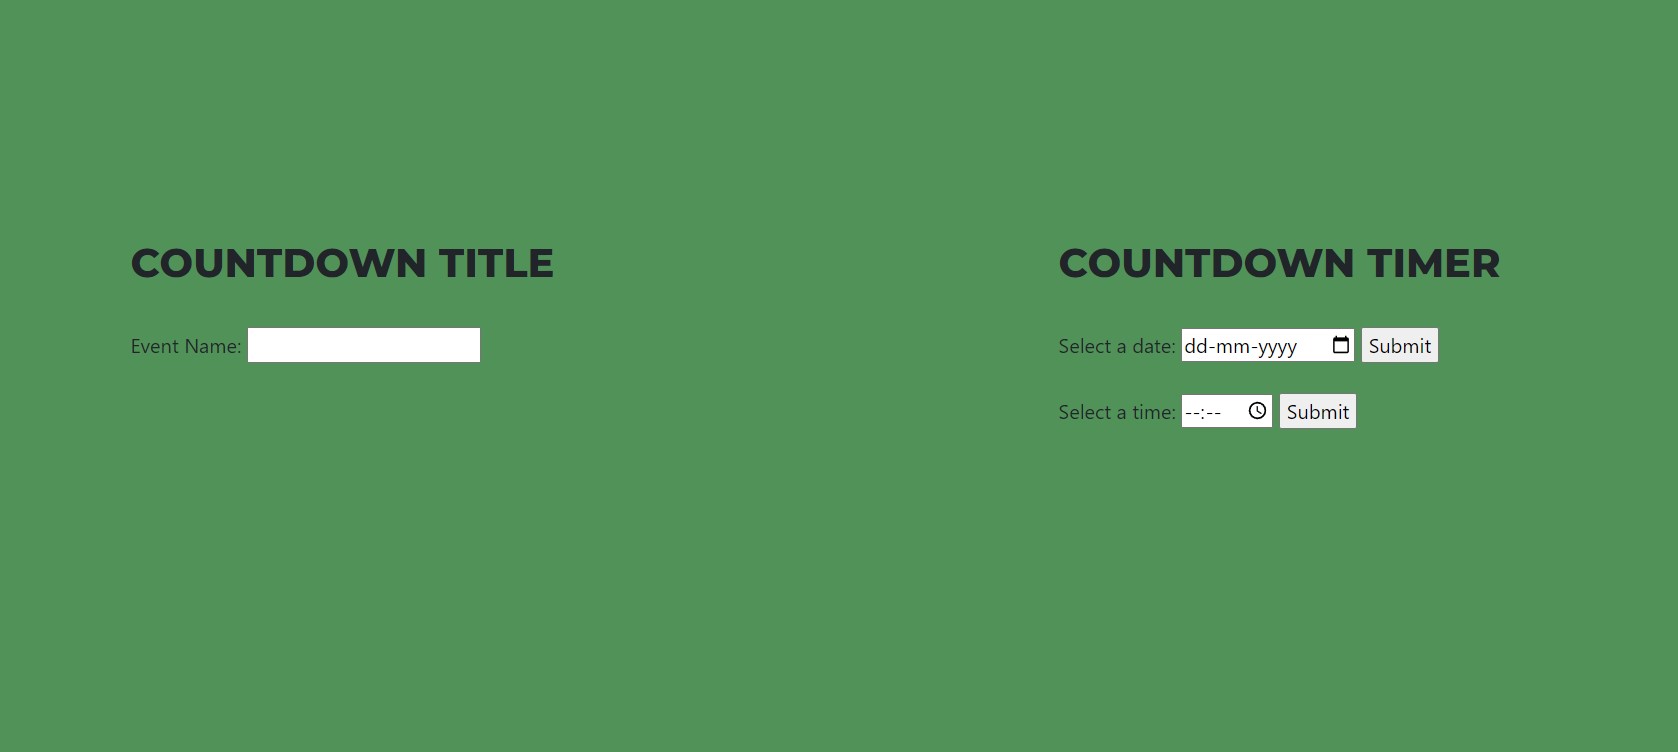 COUNTDOWN TITLE
Event Name:
COUNTDOWN TIMER
Select a date: dd-mm-yyyy Submit
Select a time: --:-- Submit